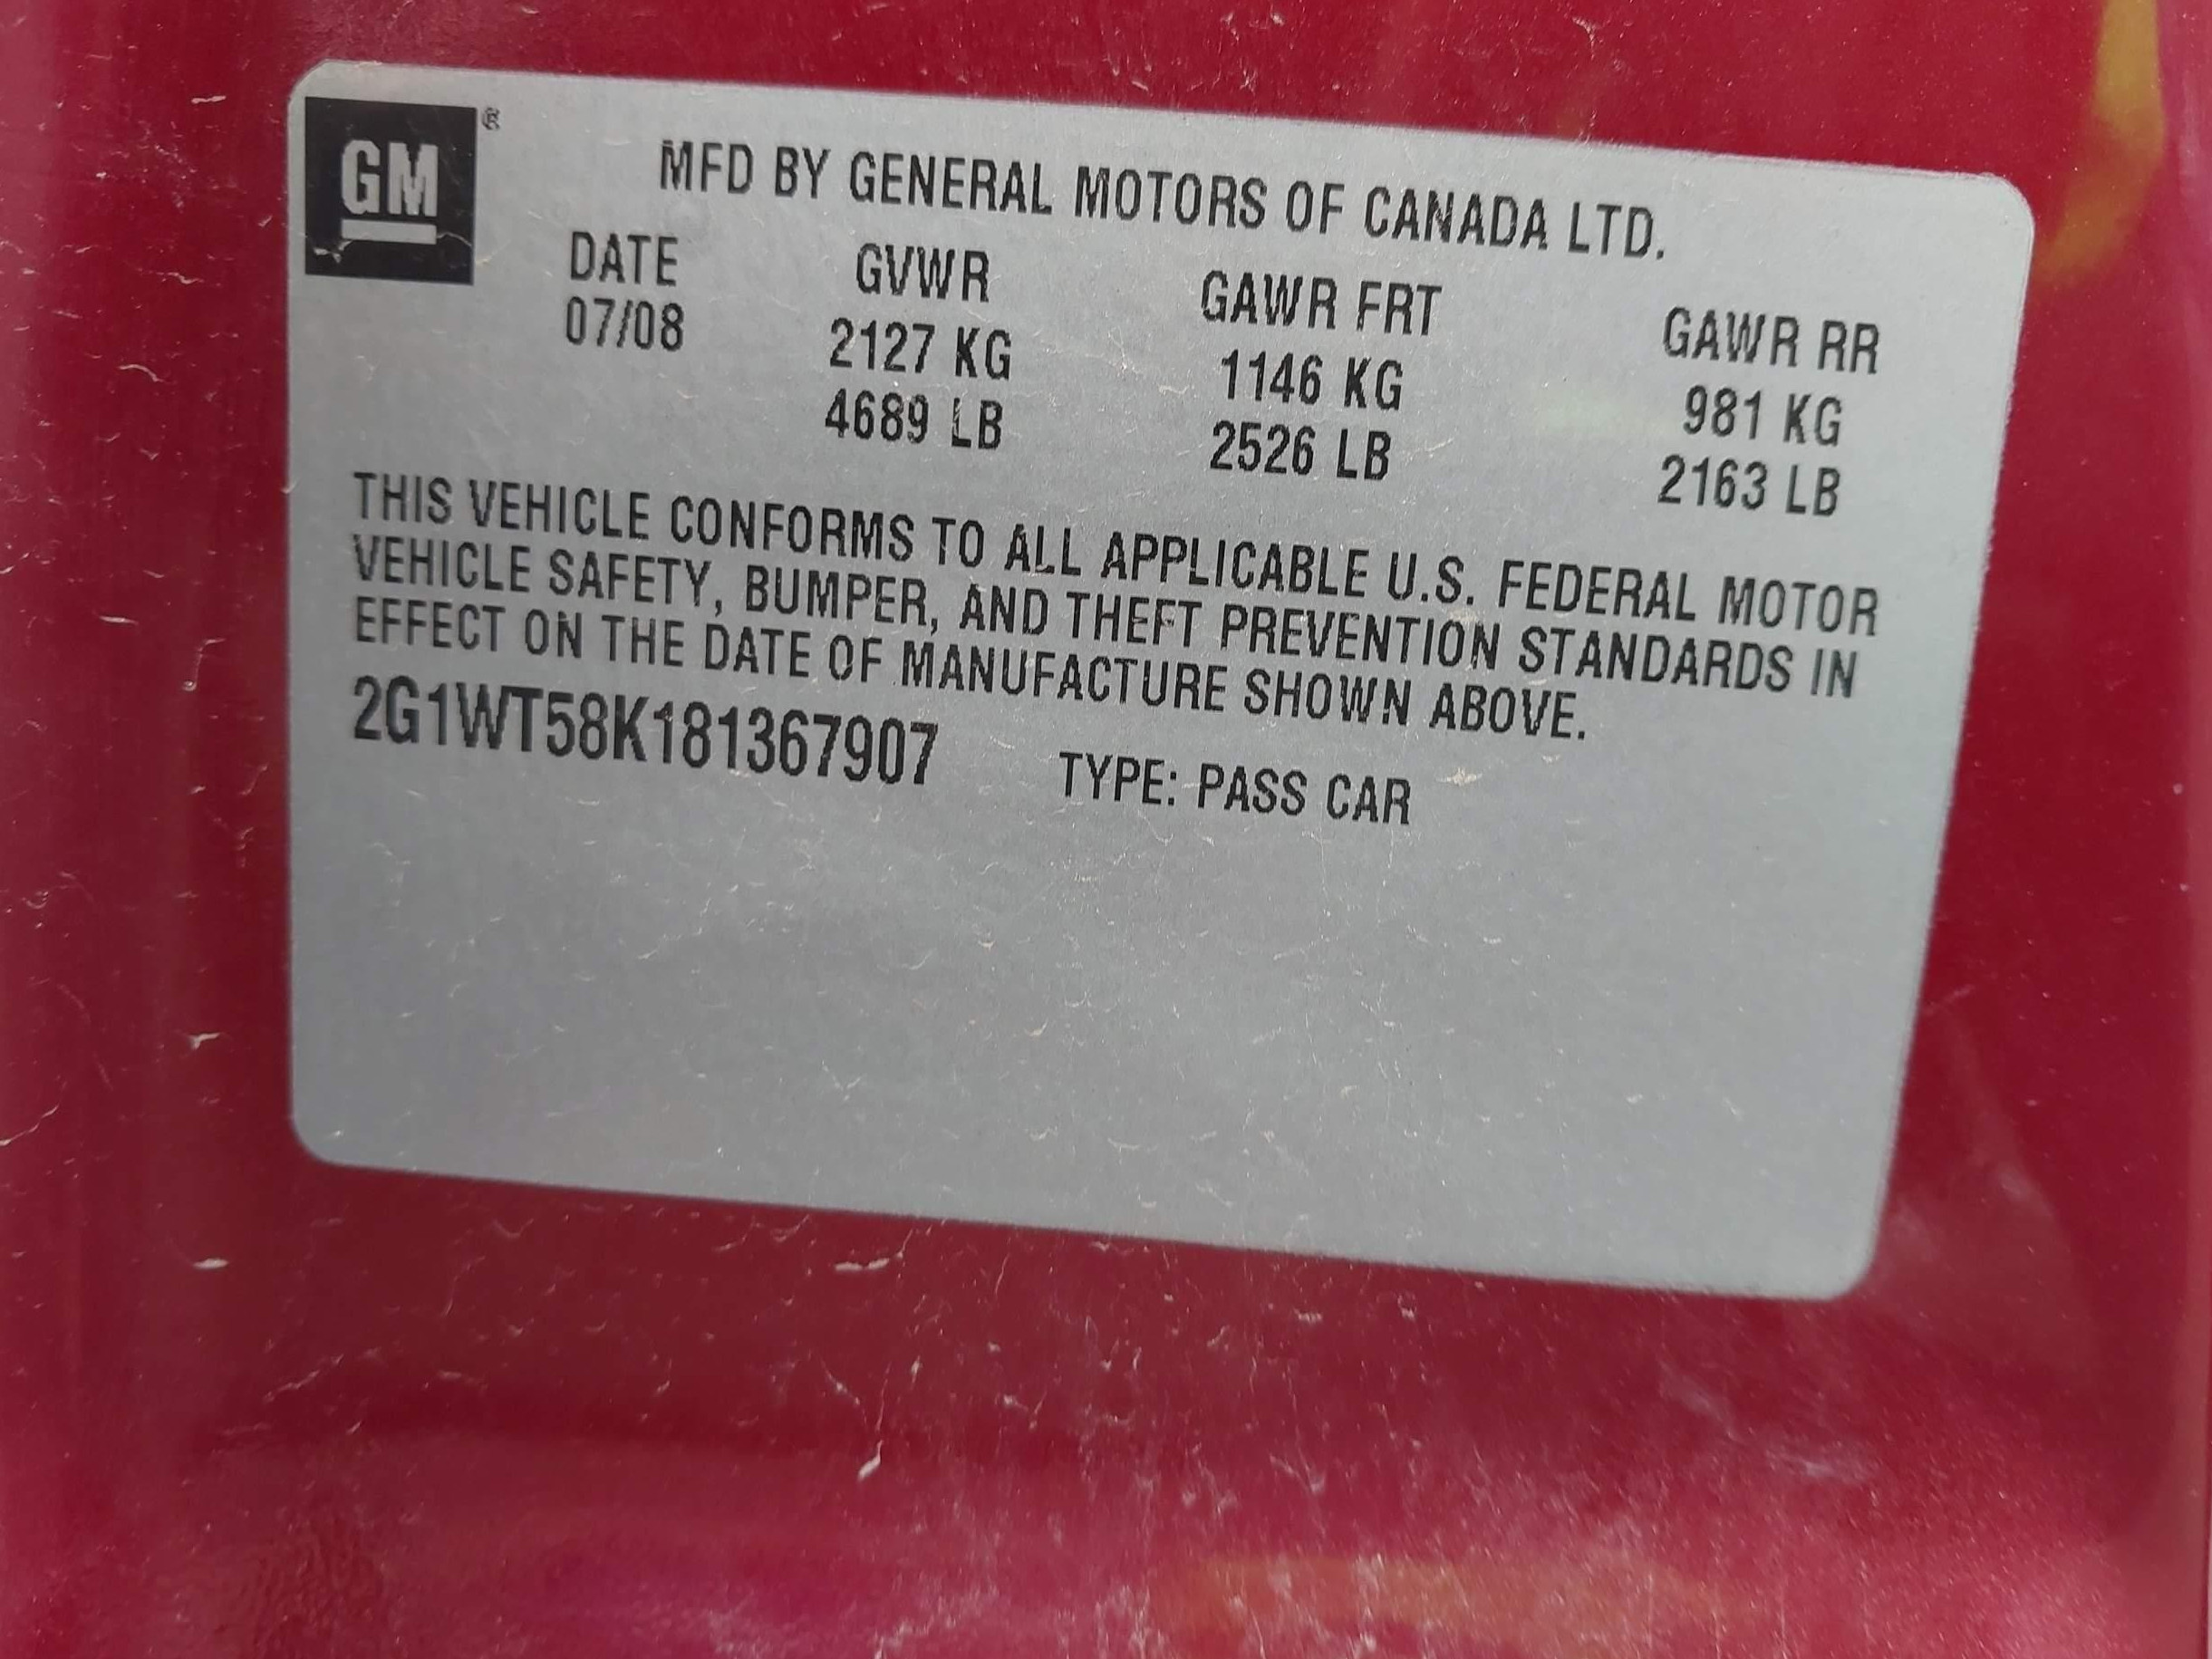 GM ®
MFD BY GENERAL MOTORS OF CANADA LTD.
DATE GVWR GAWR FRT GAWR RR
07/08 2127 KG 1146 KG 981 KG
4689 LB 2526 LB 2163 LB
THIS VEHICLE CONFORMS TO ALL APPLICABLE U.S. FEDERAL MOTOR
VEHICLE SAFETY, BUMPER, AND THEFT PREVENTION STANDARDS IN
EFFECT ON THE DATE OF MANUFACTURE SHOWN ABOVE.
2G1WT58K181367907 TYPE: PASS CAR